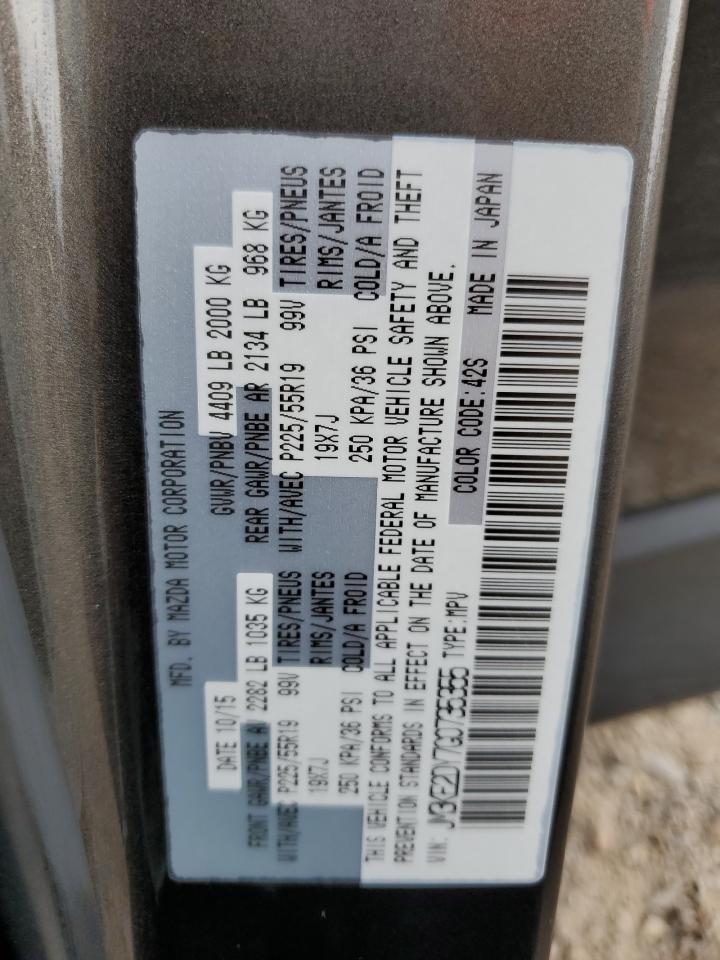 MFD. BY MAZDA MOTOR CORPORATION
DATE 10/15 GVWR/PNBV 4409 LB 2000 KG
FRONT GAWR/PNBE AV 2282 LB 1035 KG REAR GAWR/PNBE AR 2134 LB 968 KG
WITH/AVEC P225/55R19 99V TIRES/PNEUS WITH/AVEC P225/55R19 99V TIRES/PNEUS
19X7J RIMS/JANTES 19X7J RIMS/JANTES
250 KPA/36 PSI COLD/A FROID 250 KPA/36 PSI COLD/A FROID
THIS VEHICLE CONFORMS TO ALL APPLICABLE FEDERAL MOTOR VEHICLE SAFETY AND THEFT
PREVENTION STANDARDS IN EFFECT ON THE DATE OF MANUFACTURE SHOWN ABOVE.
VIN: JM3KE2DY7G0735355 TYPE:MPV COLOR CODE:42S MADE IN JAPAN